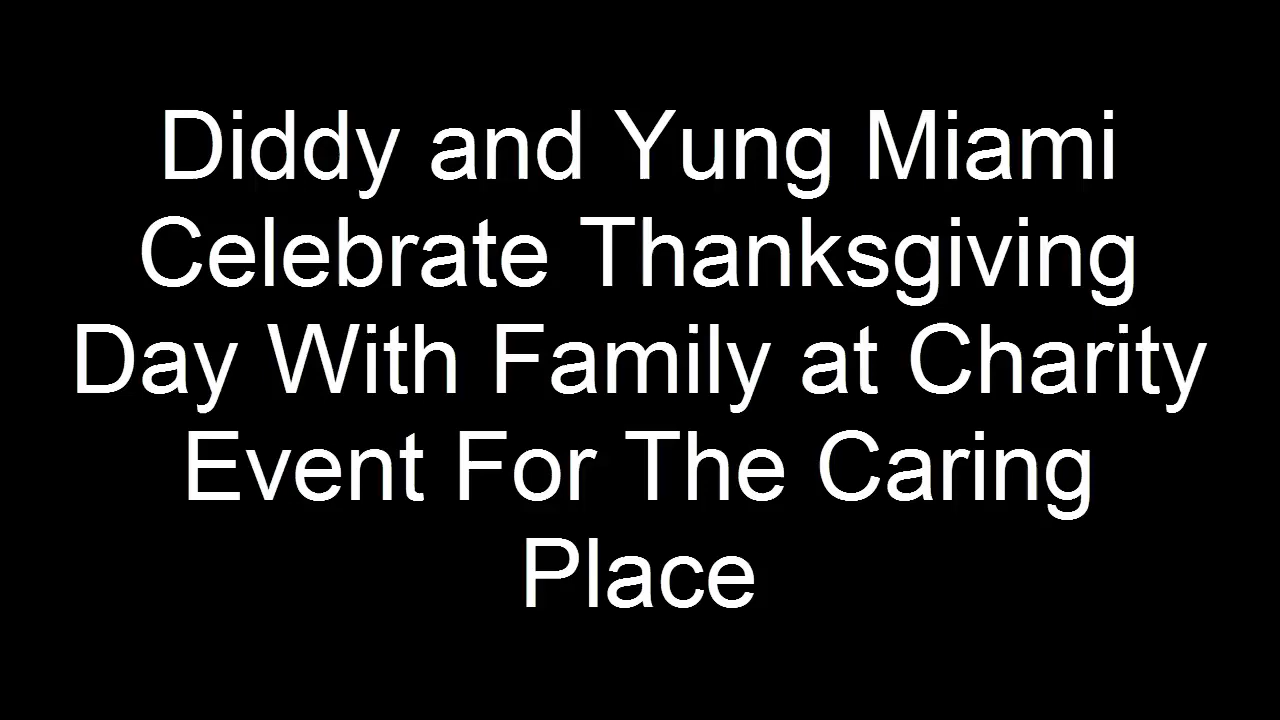 Diddy and Yung Miami
Celebrate Thanksgiving
Day With Family at Charity
Event For The Caring
Place